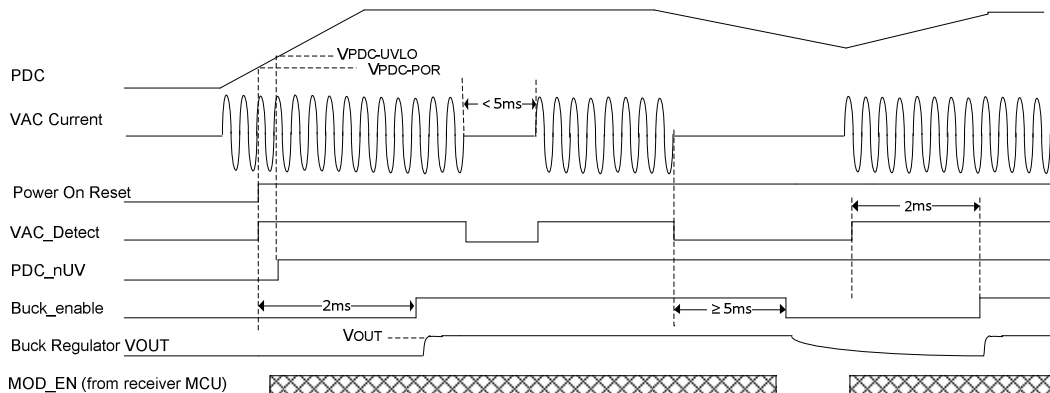 VPDC-UVLO
VPDC-POR
PDC
< 5ms
VAC Current
Power On Reset
2ms
VAC_Detect
PDC_nUV
Buck_enable
2ms
≥ 5ms
VOUT
Buck Regulator VOUT
MOD_EN (from receiver MCU)